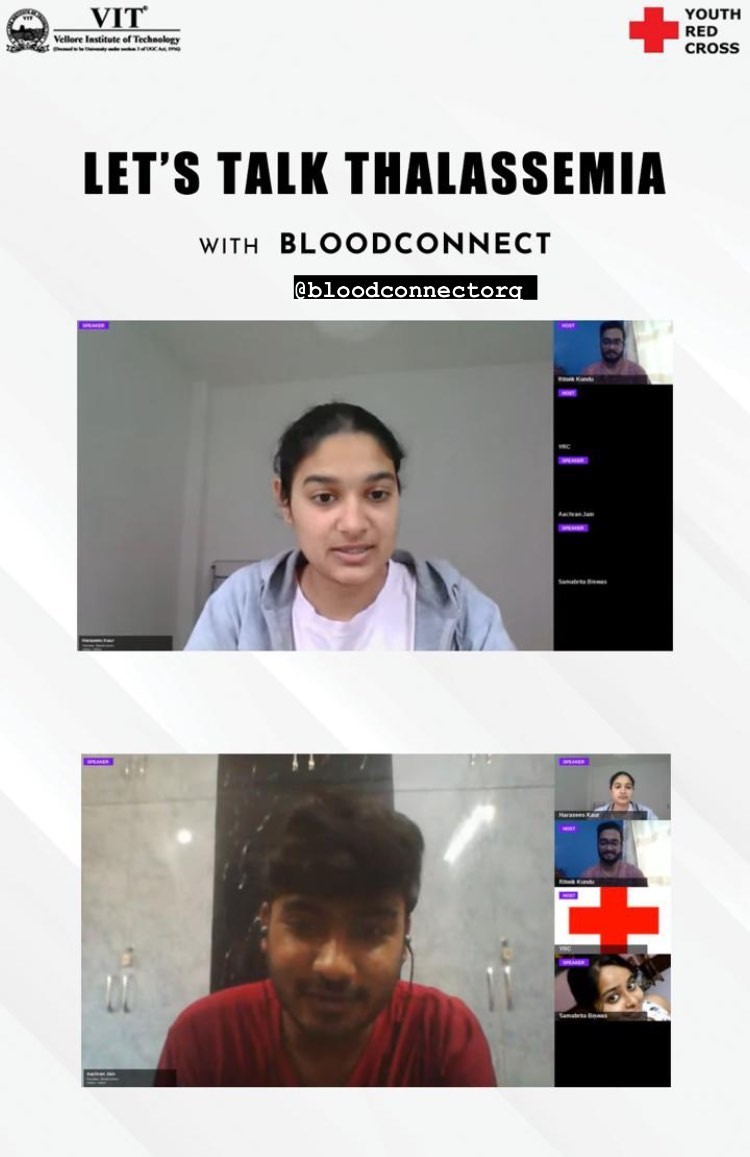 VIT®
Vellore Institute of Technology
(Deemed to be University under section 3 of UGC Act, 1956)
YOUTH
RED
CROSS
LET'S TALK THALASSEMIA
WITH BLOODCONNECT
@bloodconnectorg
SPEAKER
HOST
Ritwik Kundu
HOST
YRC
SPEAKER
Aachran Jain
SPEAKER
Samabrita Biswas
Harasees Kaur
SPEAKER
SPEAKER
Harasees Kaur
HOST
Ritwik Kundu
HOST
YRC
SPEAKER
Samabrita Biswas
Aachran Jain